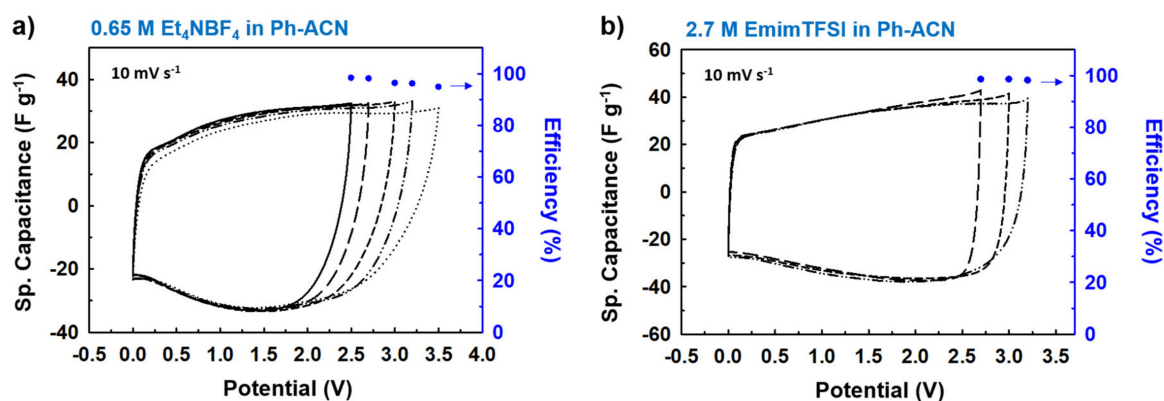 a) 0.65 M Et₄NBF₄ in Ph-ACN
10 mV s⁻¹
Sp. Capacitance (F g⁻¹)
40
20
0
-20
-40
-0.5 0.0 0.5 1.0 1.5 2.0 2.5 3.0 3.5 4.0
Potential (V)
100
80
60
40
20
0
Efficiency (%)
b) 2.7 M EmimTFSI in Ph-ACN
10 mV s⁻¹
Sp. Capacitance (F g⁻¹)
60
40
20
0
-20
-40
-60
-0.5 0.0 0.5 1.0 1.5 2.0 2.5 3.0 3.5
Potential (V)
100
80
60
40
20
0
Efficiency (%)